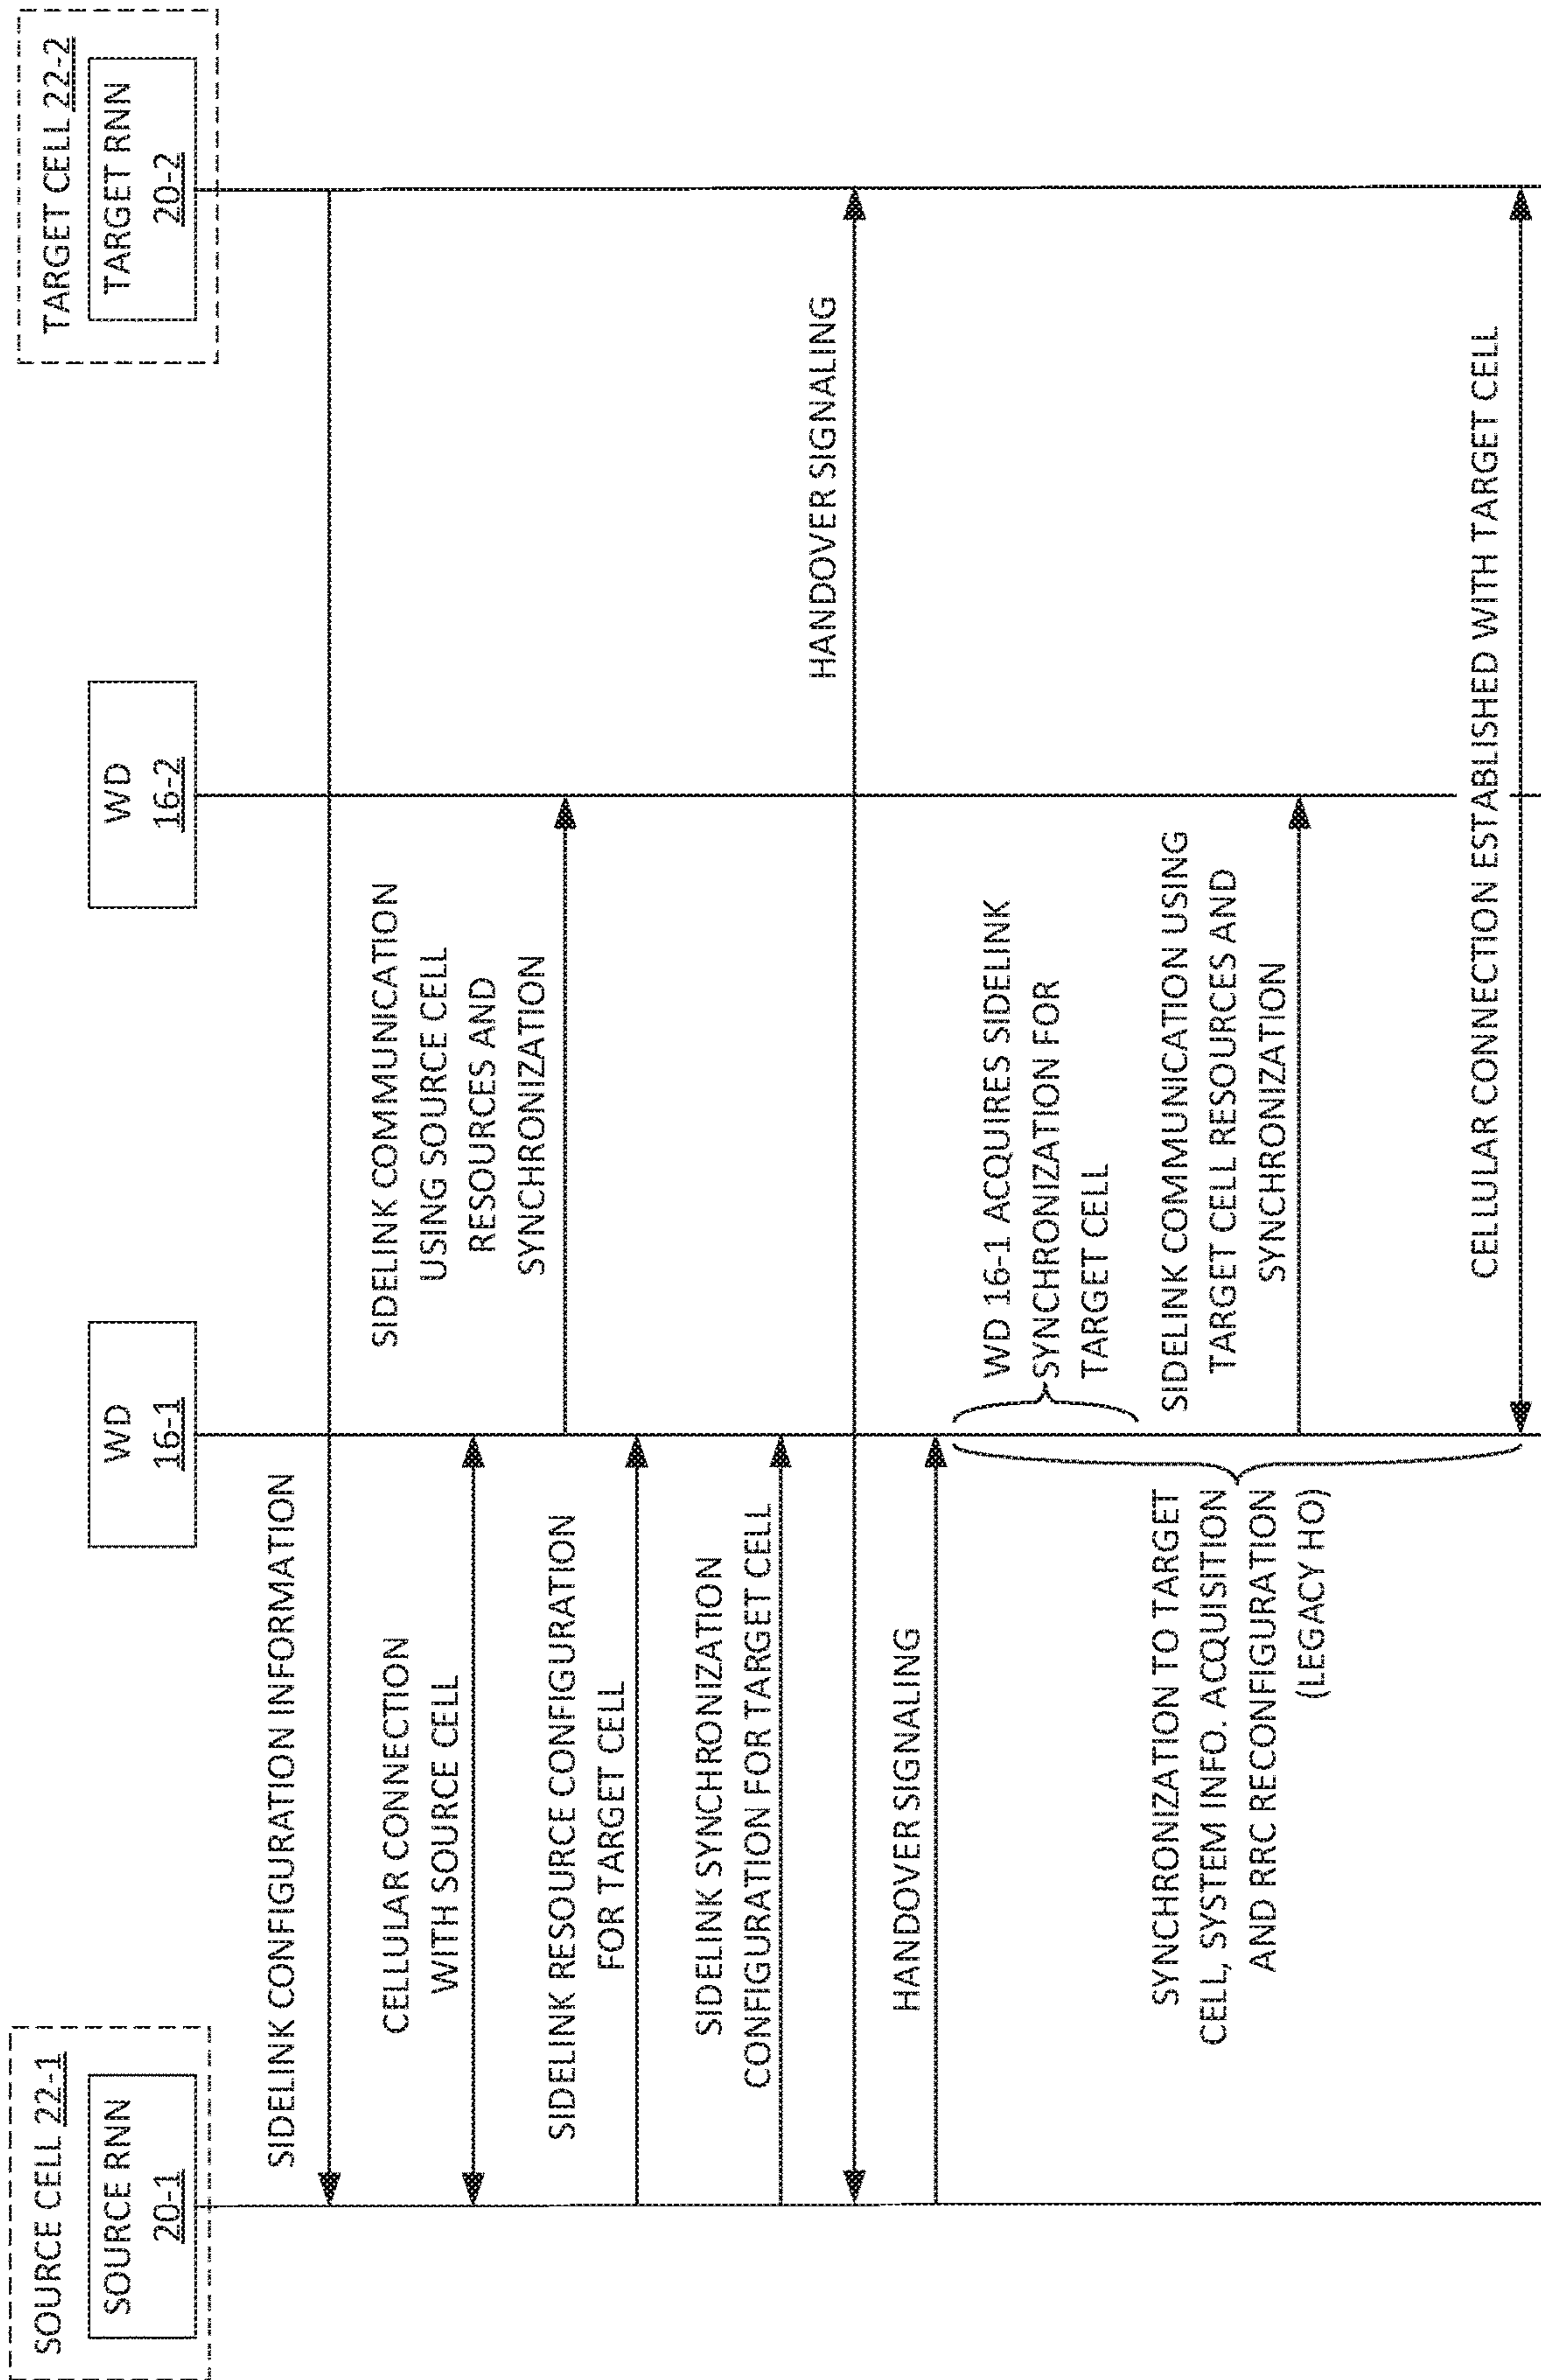 SOURCE CELL 22-1
SOURCE RNN
20-1
WD
16-1
WD
16-2
TARGET CELL 22-2
TARGET RNN
20-2
SIDELINK CONFIGURATION INFORMATION
CELLULAR CONNECTION
WITH SOURCE CELL
SIDELINK COMMUNICATION
USING SOURCE CELL
RESOURCES AND
SYNCHRONIZATION
SIDELINK RESOURCE CONFIGURATION
FOR TARGET CELL
SIDELINK SYNCHRONIZATION
CONFIGURATION FOR TARGET CELL
HANDOVER SIGNALING
HANDOVER SIGNALING
WD 16-1 ACQUIRES SIDELINK
SYNCHRONIZATION FOR
TARGET CELL
SYNCHRONIZATION TO TARGET
CELL, SYSTEM INFO. ACQUISITION
AND RRC RECONFIGURATION
(LEGACY HO)
SIDELINK COMMUNICATION USING
TARGET CELL RESOURCES AND
SYNCHRONIZATION
CELLULAR CONNECTION ESTABLISHED WITH TARGET CELL